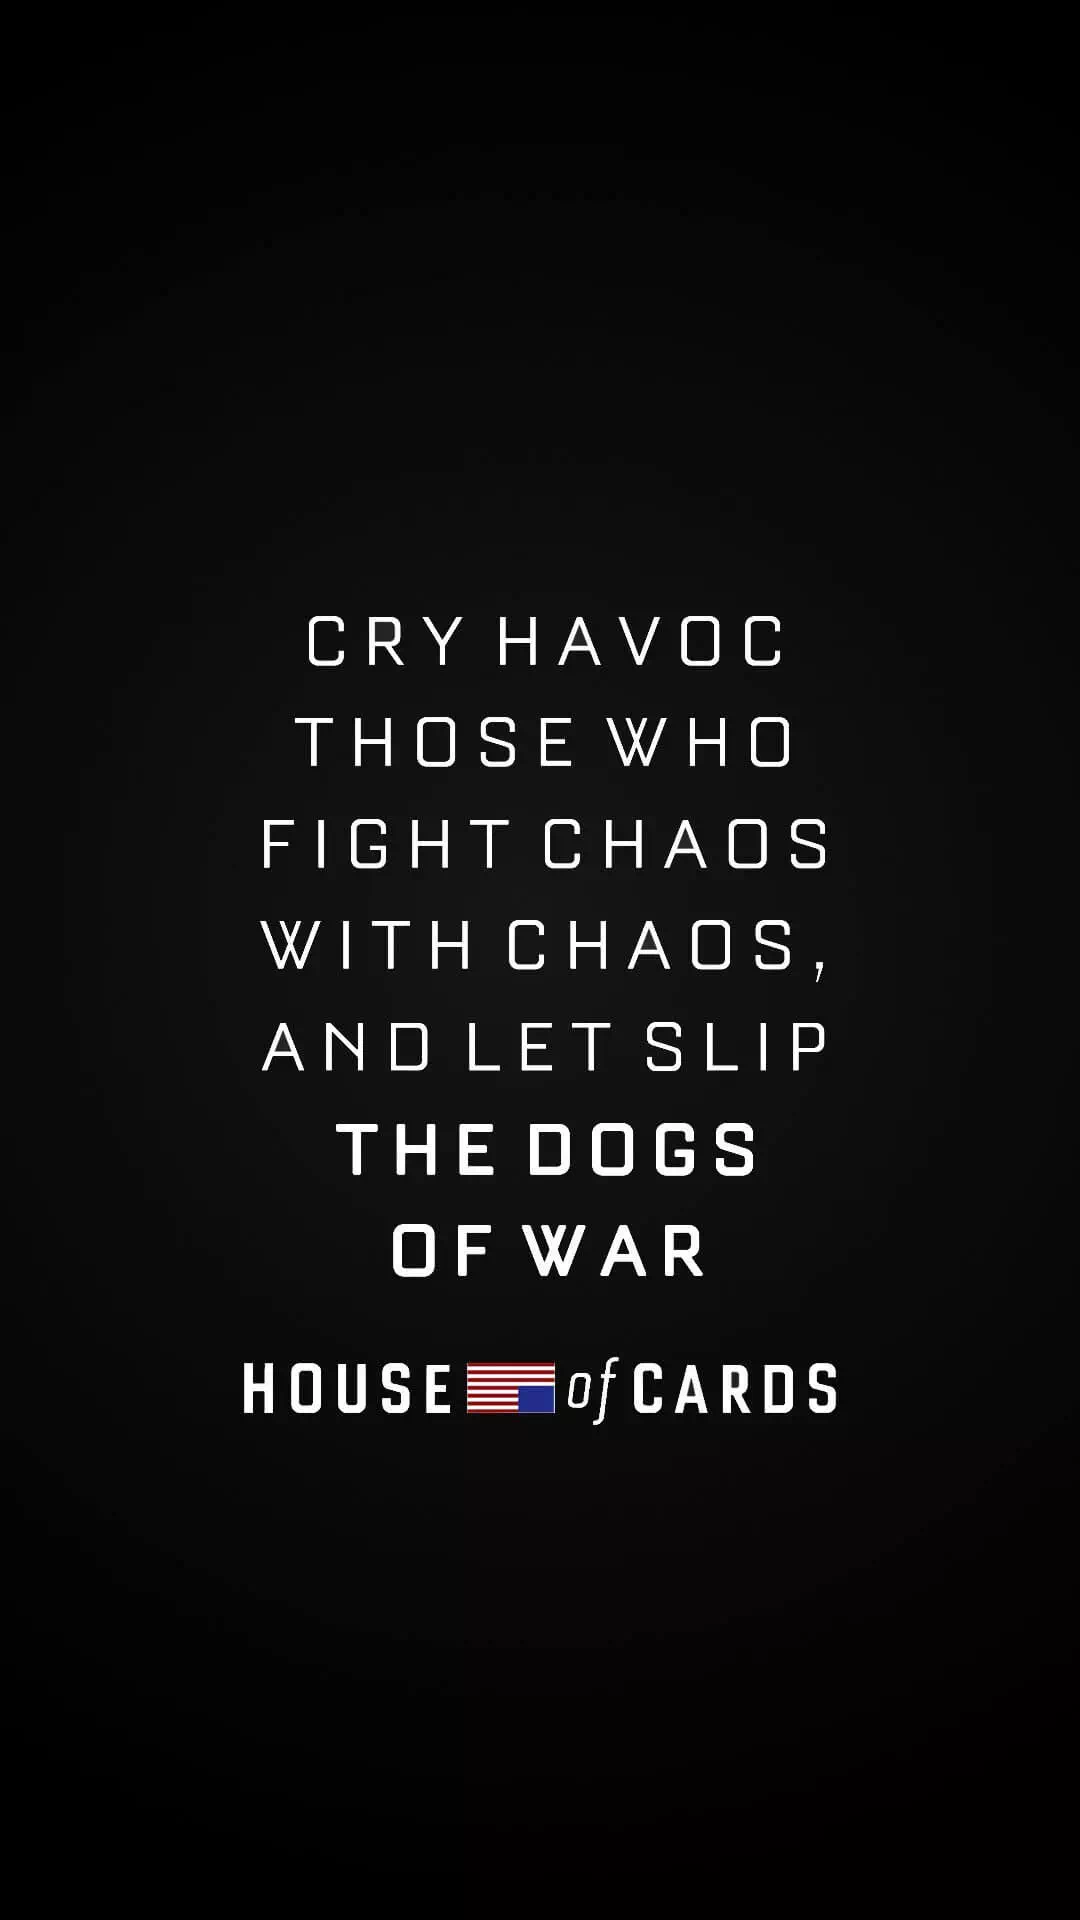 CRY HAVOC
THOSE WHO
FIGHT CHAOS
WITH CHAOS,
AND LET SLIP
THE DOGS
OF WAR
HOUSE of CARDS